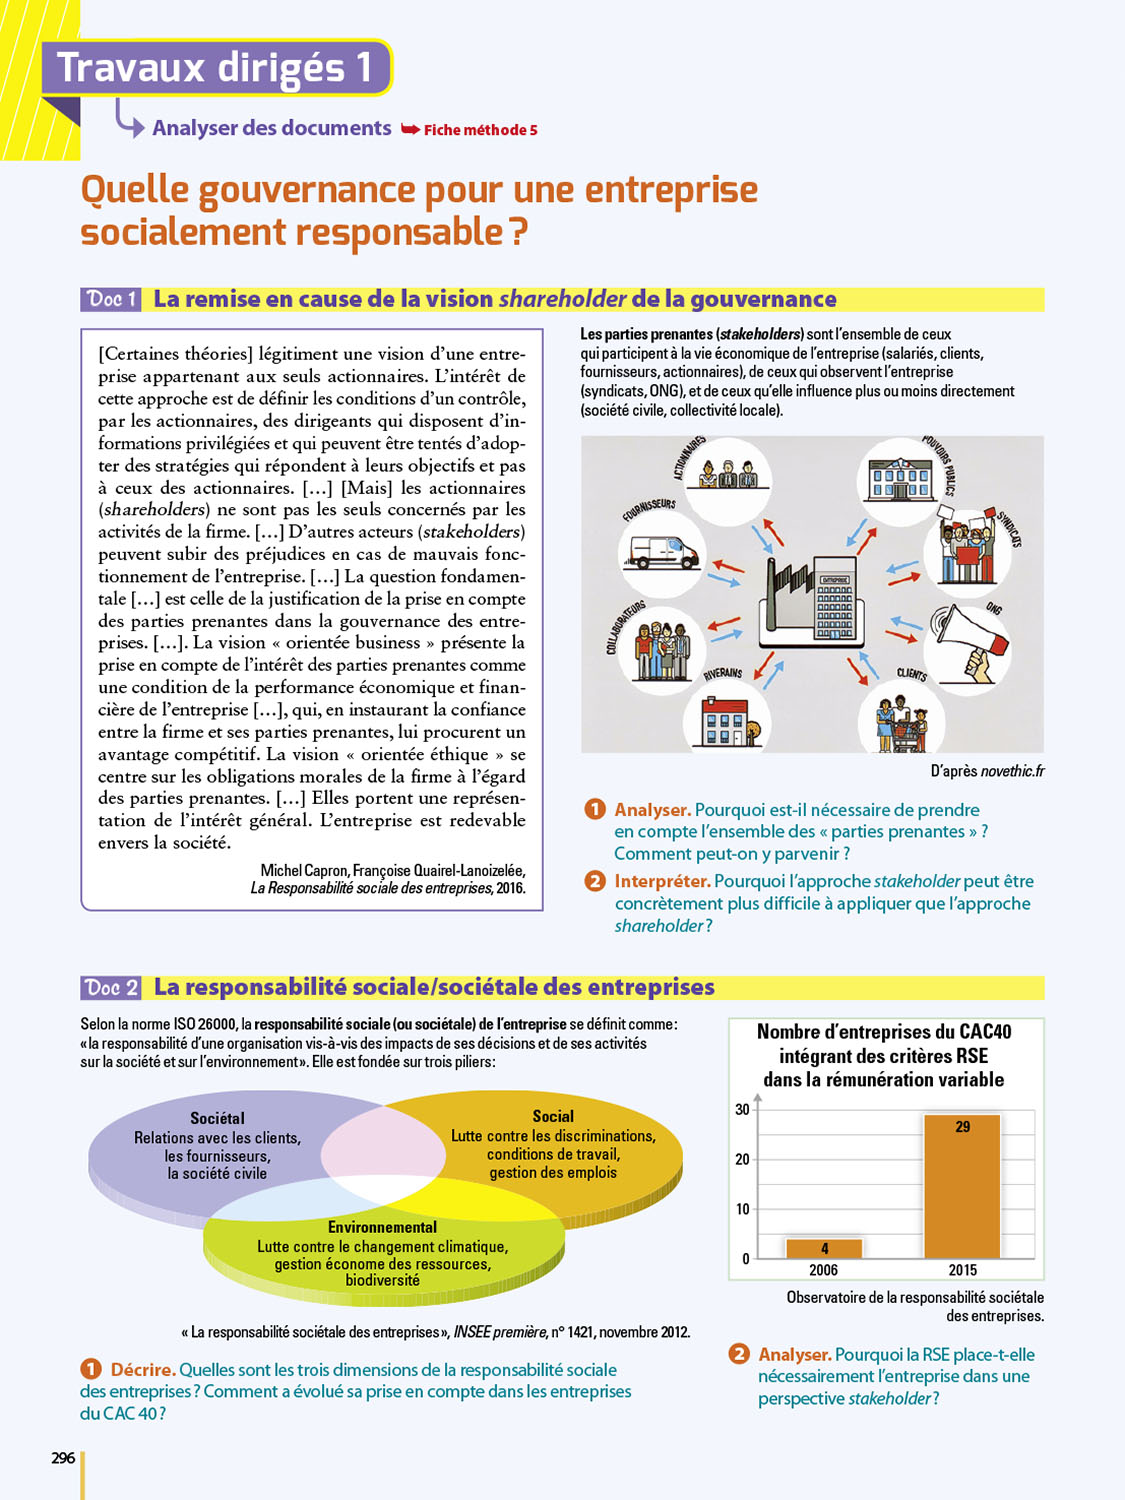 Travaux dirigés 1
Analyser des documents ➥ Fiche méthode 5
Quelle gouvernance pour une entreprise
socialement responsable ?
Doc 1 La remise en cause de la vision shareholder de la gouvernance
[Certaines théories] légitiment une vision d’une entre-
prise appartenant aux seuls actionnaires. L’intérêt de
cette approche est de définir les conditions d’un contrôle,
par les actionnaires, des dirigeants qui disposent d’in-
formations privilégiées et qui peuvent être tentés d’adop-
ter des stratégies qui répondent à leurs objectifs et pas
à ceux des actionnaires. […] [Mais] les actionnaires
(shareholders) ne sont pas les seuls concernés par les
activités de la firme. […] D’autres acteurs (stakeholders)
peuvent subir des préjudices en cas de mauvais fonc-
tionnement de l’entreprise. […] La question fondamen-
tale […] est celle de la justification de la prise en compte
des parties prenantes dans la gouvernance des entre-
prises. […]. La vision « orientée business » présente la
prise en compte de l’intérêt des parties prenantes comme
une condition de la performance économique et finan-
cière de l’entreprise […], qui, en instaurant la confiance
entre la firme et ses parties prenantes, lui procurent un
avantage compétitif. La vision « orientée éthique » se
centre sur les obligations morales de la firme à l’égard
des parties prenantes. […] Elles portent une représen-
tation de l’intérêt général. L’entreprise est redevable
envers la société.
Michel Capron, Françoise Quairel-Lanoizelée,
La Responsabilité sociale des entreprises, 2016.
Les parties prenantes (stakeholders) sont l’ensemble de ceux
qui participent à la vie économique de l’entreprise (salariés, clients,
fournisseurs, actionnaires), de ceux qui observent l’entreprise
(syndicats, ONG), et de ceux qu’elle influence plus ou moins directement
(société civile, collectivité locale).
ACTIONNAIRES
POUVOIRS PUBLICS
FOURNISSEURS
SYNDICATS
ENTREPRISE
COLLABORATEURS
ONG
RIVERAINS
CLIENTS
D’après novethic.fr
1 Analyser. Pourquoi est-il nécessaire de prendre
en compte l’ensemble des « parties prenantes » ?
Comment peut-on y parvenir ?
2 Interpréter. Pourquoi l’approche stakeholder peut être
concrètement plus difficile à appliquer que l’approche
shareholder ?
Doc 2 La responsabilité sociale/sociétale des entreprises
Selon la norme ISO 26000, la responsabilité sociale (ou sociétale) de l’entreprise se définit comme :
« la responsabilité d’une organisation vis-à-vis des impacts de ses décisions et de ses activités
sur la société et sur l’environnement ». Elle est fondée sur trois piliers :
Sociétal
Relations avec les clients,
les fournisseurs,
la société civile
Social
Lutte contre les discriminations,
conditions de travail,
gestion des emplois
Environnemental
Lutte contre le changement climatique,
gestion économe des ressources,
biodiversité
« La responsabilité sociétale des entreprises », INSEE première, n° 1421, novembre 2012.
1 Décrire. Quelles sont les trois dimensions de la responsabilité sociale
des entreprises ? Comment a évolué sa prise en compte dans les entreprises
du CAC 40 ?
Nombre d’entreprises du CAC40
intégrant des critères RSE
dans la rémunération variable
30
20
10
0
4
29
2006
2015
Observatoire de la responsabilité sociétale
des entreprises.
2 Analyser. Pourquoi la RSE place-t-elle
nécessairement l’entreprise dans une
perspective stakeholder ?
296